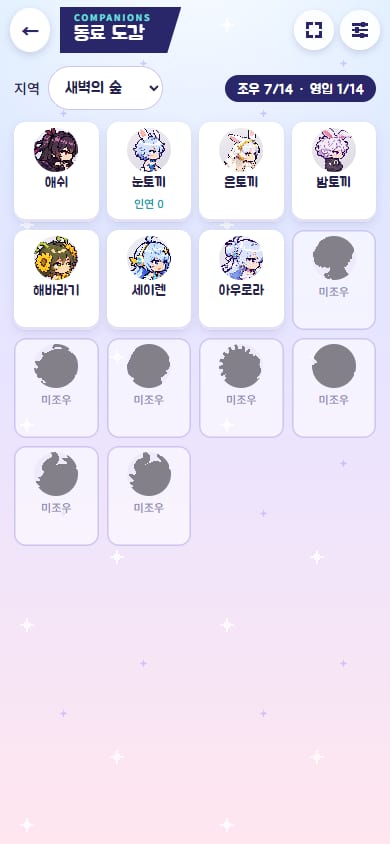 COMPANIONS
동료 도감
지역 새벽의 숲
조우 7/14 · 영입 1/14
애쉬 눈토끼 은토끼 밤토끼
인연 0
해바라기 세이렌 아우로라 미조우
미조우 미조우 미조우 미조우
미조우 미조우